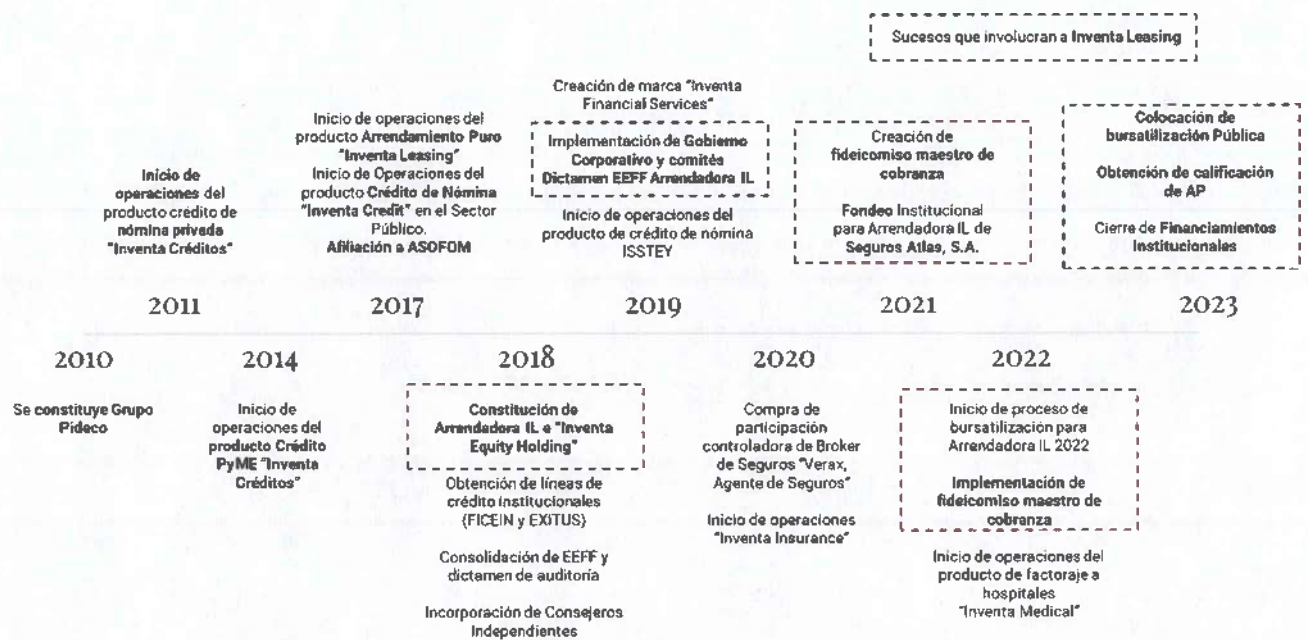 Sucesos que involucran a Inventa Leasing
Inicio de
operaciones del
producto crédito de
nómina privada
"Inventa Créditos"
Inicio de operaciones del
producto Arrendamiento Puro
"Inventa Leasing"
Inicio de Operaciones del
producto Crédito de Nómina
"Inventa Credit" en el Sector
Público.
Afiliación a ASOFOM
Creación de marca "Inventa
Financial Services"
Implementación de Gobierno
Corporativo y comités
Dictamen EEFF Arrendadora IL
Inicio de operaciones del
producto de crédito de nómina
ISSTEY
Creación de
fideicomiso maestro de
cobranza
Fondeo Institucional
para Arrendadora IL de
Seguros Atlas, S.A.
Colocación de
bursatilización Pública
Obtención de calificación
de AP
Cierre de Financiamientos
Institucionales
2011
2017
2019
2021
2023
2010
2014
2018
2020
2022
Se constituye Grupo
Pideco
Inicio de
operaciones del
producto Crédito
PyME "Inventa
Créditos"
Constitución de
Arrendadora IL e "Inventa
Equity Holding"
Obtención de líneas de
crédito institucionales
(FICEIN y EXITUS)
Consolidación de EEFF y
dictamen de auditoría
Incorporación de Consejeros
Independientes
Compra de
participación
controladora de Broker
de Seguros "Verax,
Agente de Seguros"
Inicio de operaciones
"Inventa Insurance"
Inicio de proceso de
bursatilización para
Arrendadora IL 2022
Implementación de
fideicomiso maestro de
cobranza
Inicio de operaciones del
producto de factoraje a
hospitales
"Inventa Medical"